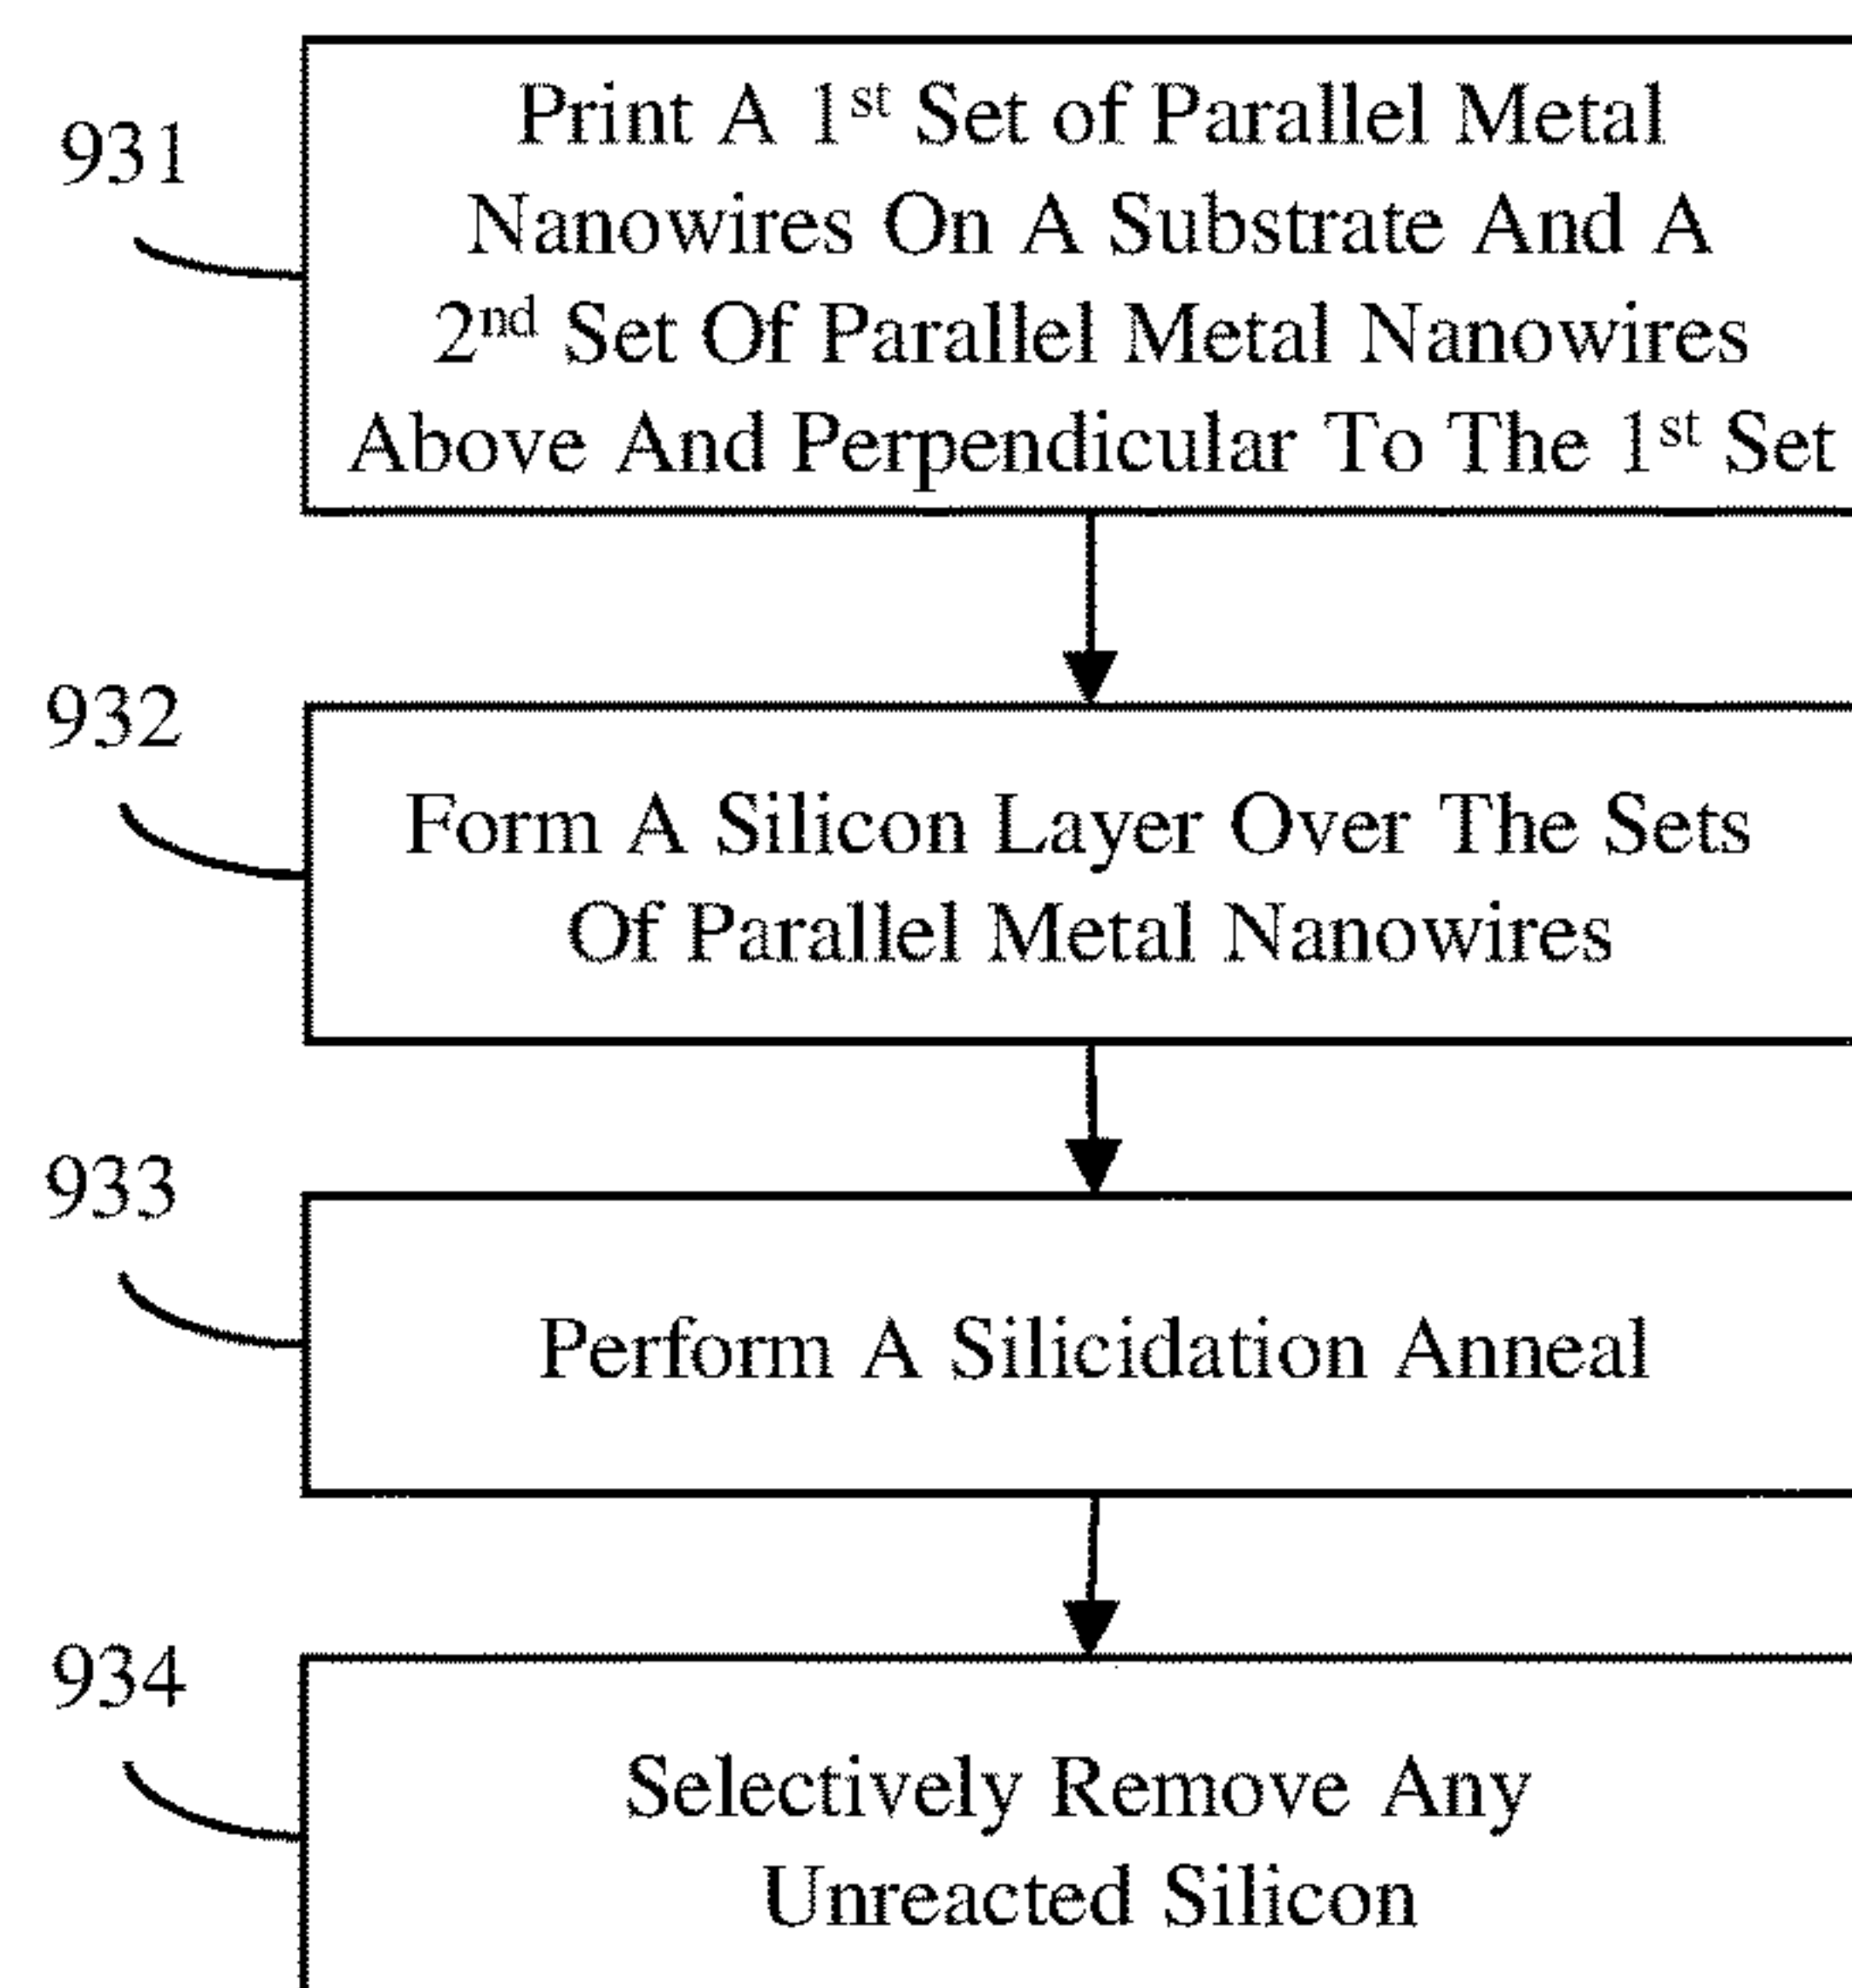 931
Print A 1st Set of Parallel Metal
Nanowires On A Substrate And A
2nd Set Of Parallel Metal Nanowires
Above And Perpendicular To The 1st Set
932
Form A Silicon Layer Over The Sets
Of Parallel Metal Nanowires
933
Perform A Silicidation Anneal
934
Selectively Remove Any
Unreacted Silicon